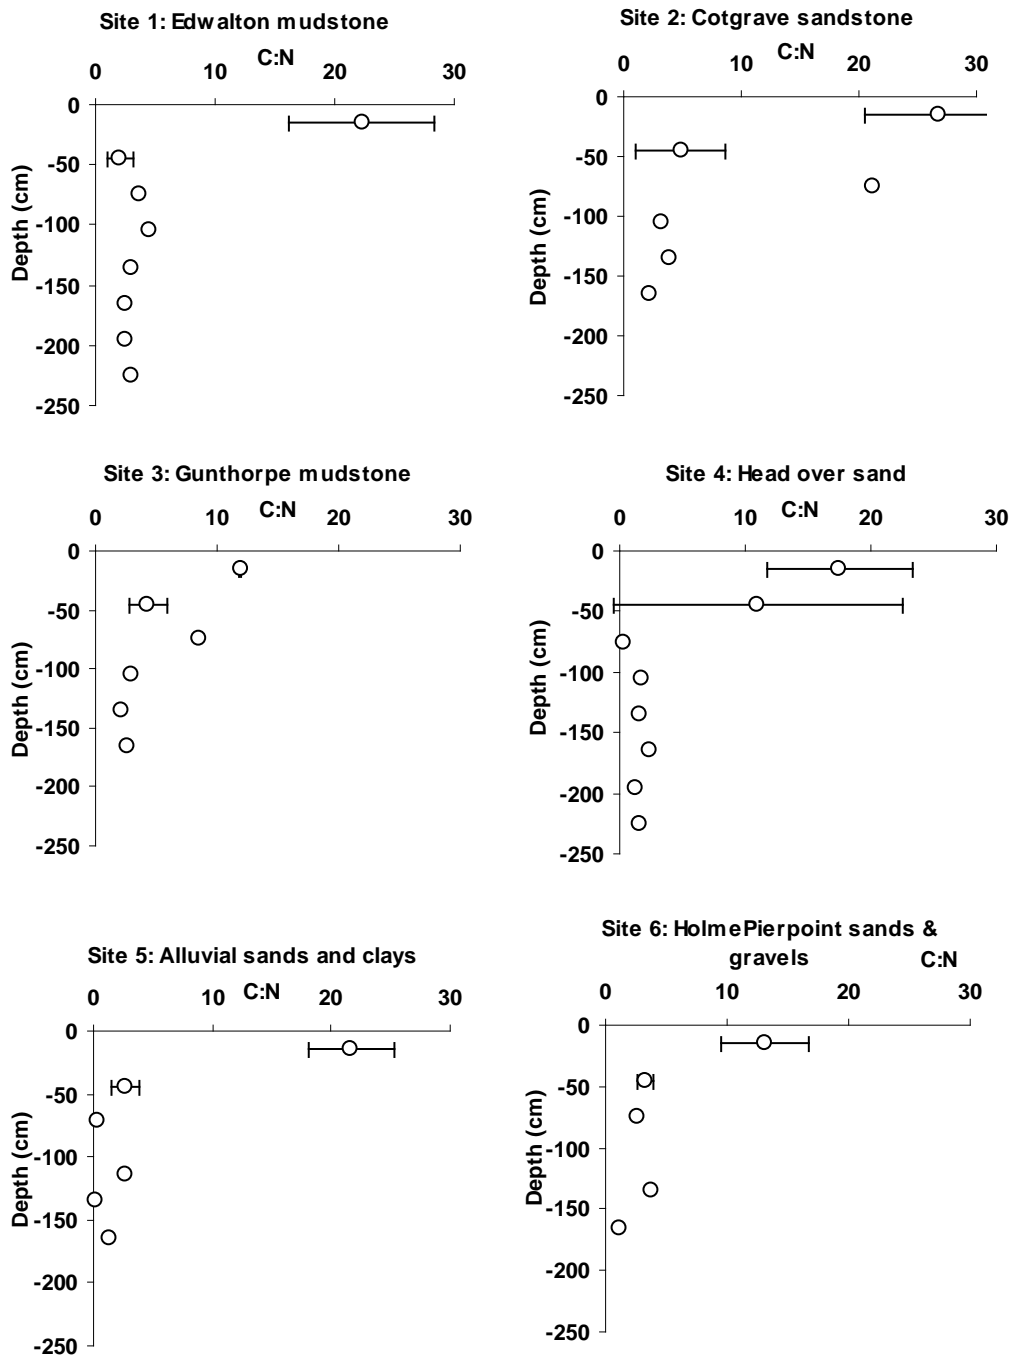 Site 1: Edwalton mudstone
C:N
0 10 20 30
0
-50
-100
-150
-200
-250
Depth (cm)
Site 2: Cotgrave sandstone
C:N
0 10 20 30
0
-50
-100
-150
-200
-250
Depth (cm)
Site 3: Gunthorpe mudstone
C:N
0 10 20 30
0
-50
-100
-150
-200
-250
Depth (cm)
Site 4: Head over sand
C:N
0 10 20 30
0
-50
-100
-150
-200
-250
Depth (cm)
Site 5: Alluvial sands and clays
C:N
0 10 20 30
0
-50
-100
-150
-200
-250
Depth (cm)
Site 6: HolmePierpoint sands &
gravels
C:N
0 10 20 30
0
-50
-100
-150
-200
-250
Depth (cm)